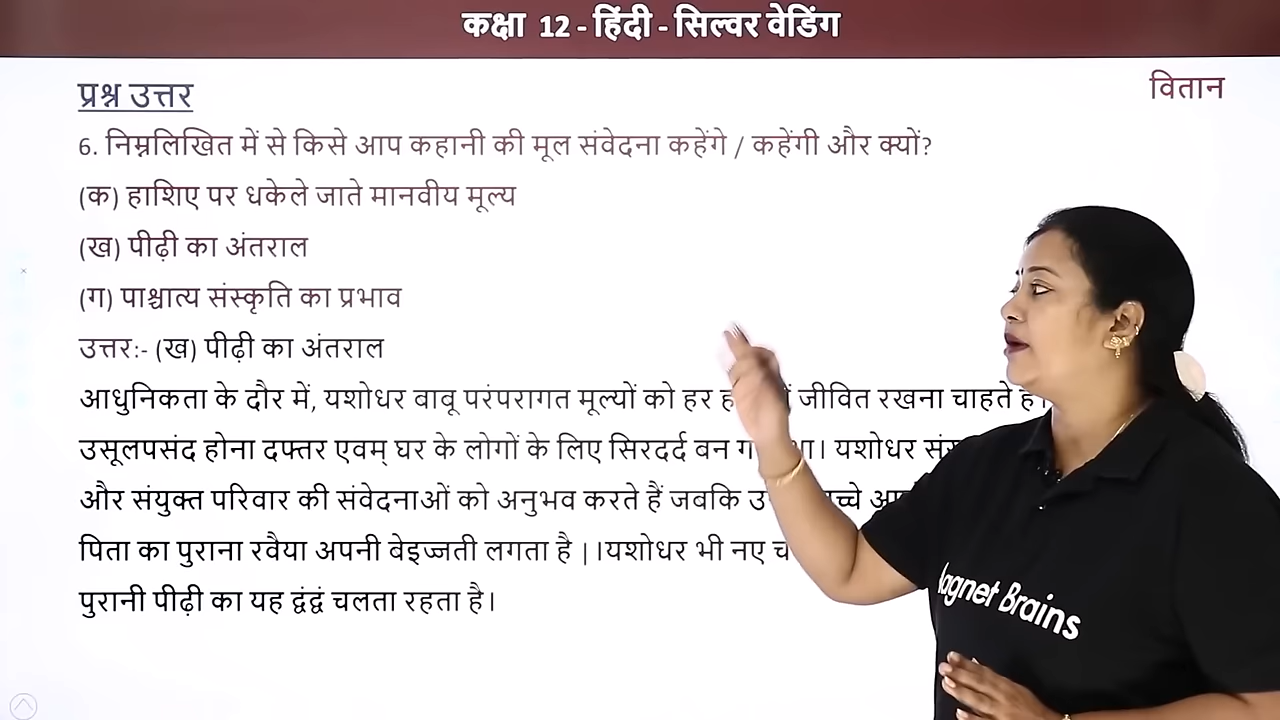 कक्षा 12 - हिंदी - सिल्वर वेडिंग
वितान
प्रश्न उत्तर
6. निम्नलिखित में से किसे आप कहानी की मूल संवेदना कहेंगे / कहेंगी और क्यों?
(क) हाशिए पर धकेले जाते मानवीय मूल्य
(ख) पीढ़ी का अंतराल
(ग) पाश्चात्य संस्कृति का प्रभाव
उत्तर:- (ख) पीढ़ी का अंतराल
आधुनिकता के दौर में, यशोधर वावू परंपरागत मूल्यों को हर जीवित रखना चाहते
उसूलपसंद होना दफ्तर एवम् घर के लोगों के लिए सिरदर्द वन यशोधर
और संयुक्त परिवार की संवेदनाओं को अनुभव करते हैं जबकि
पिता का पुराना रवैया अपनी वेइज्जती लगता है | ।यशोधर भी नए
पुरानी पीढ़ी का यह द्वंद्वं चलता रहता है।
Magnet Brains